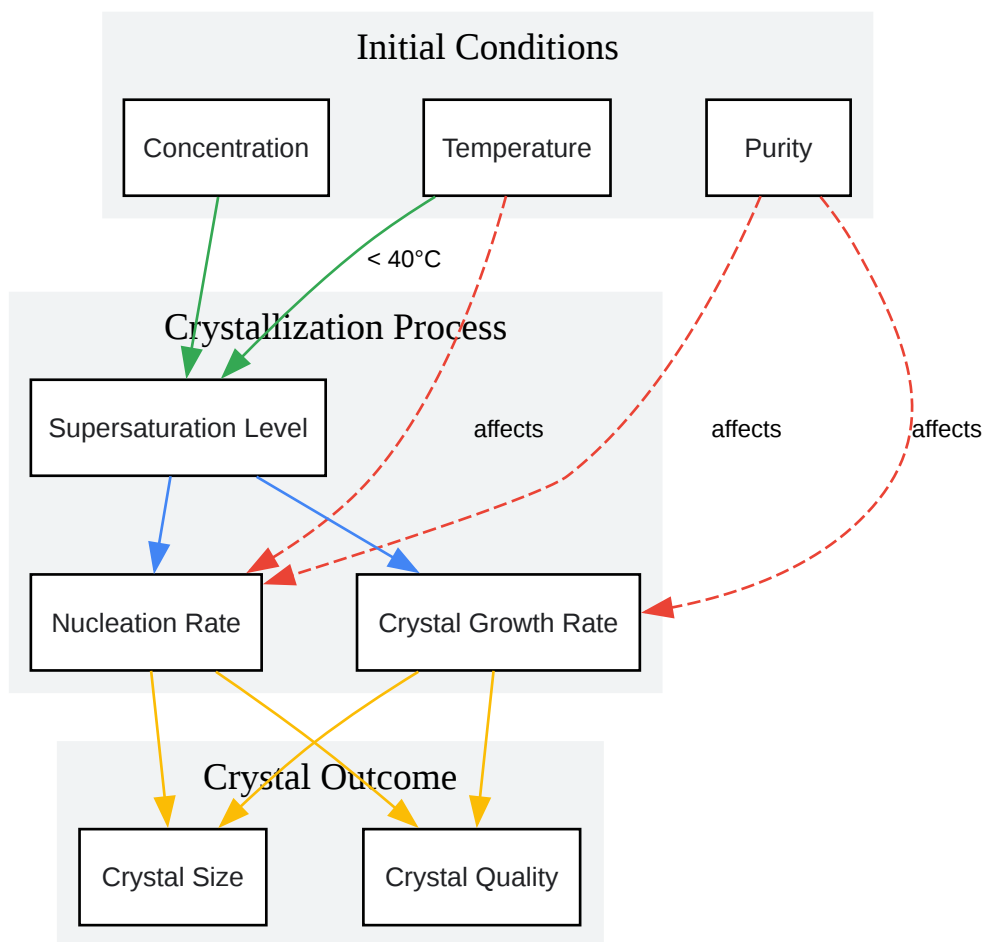 Initial Conditions
Concentration
Temperature
Purity
< 40°C
Crystallization Process
Supersaturation Level
affects
affects
affects
Nucleation Rate
Crystal Growth Rate
Crystal Outcome
Crystal Size
Crystal Quality